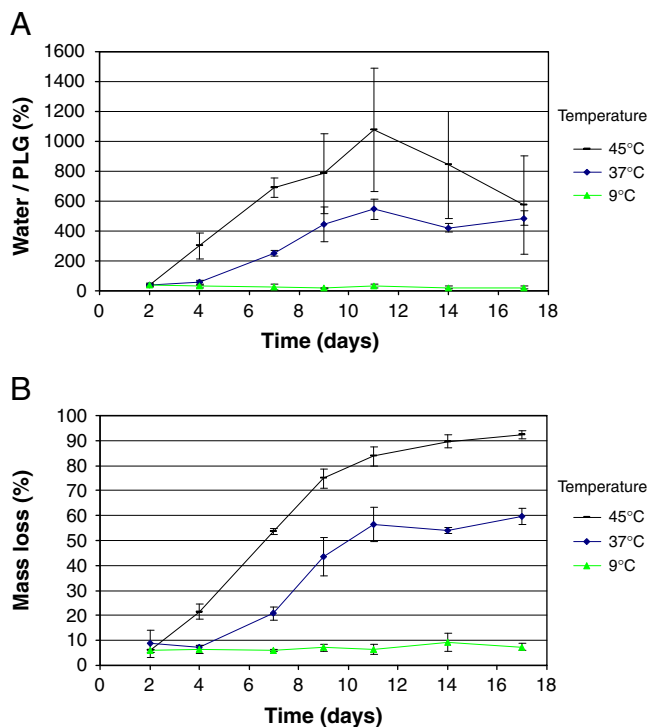 A
1600
1400
1200
1000
800
600
400
200
0
0 2 4 6 8 10 12 14 16 18
Water / PLG (%)
Time (days)
Temperature
45°C
37°C
9°C
B
100
90
80
70
60
50
40
30
20
10
0
0 2 4 6 8 10 12 14 16 18
Mass loss (%)
Time (days)
Temperature
45°C
37°C
9°C